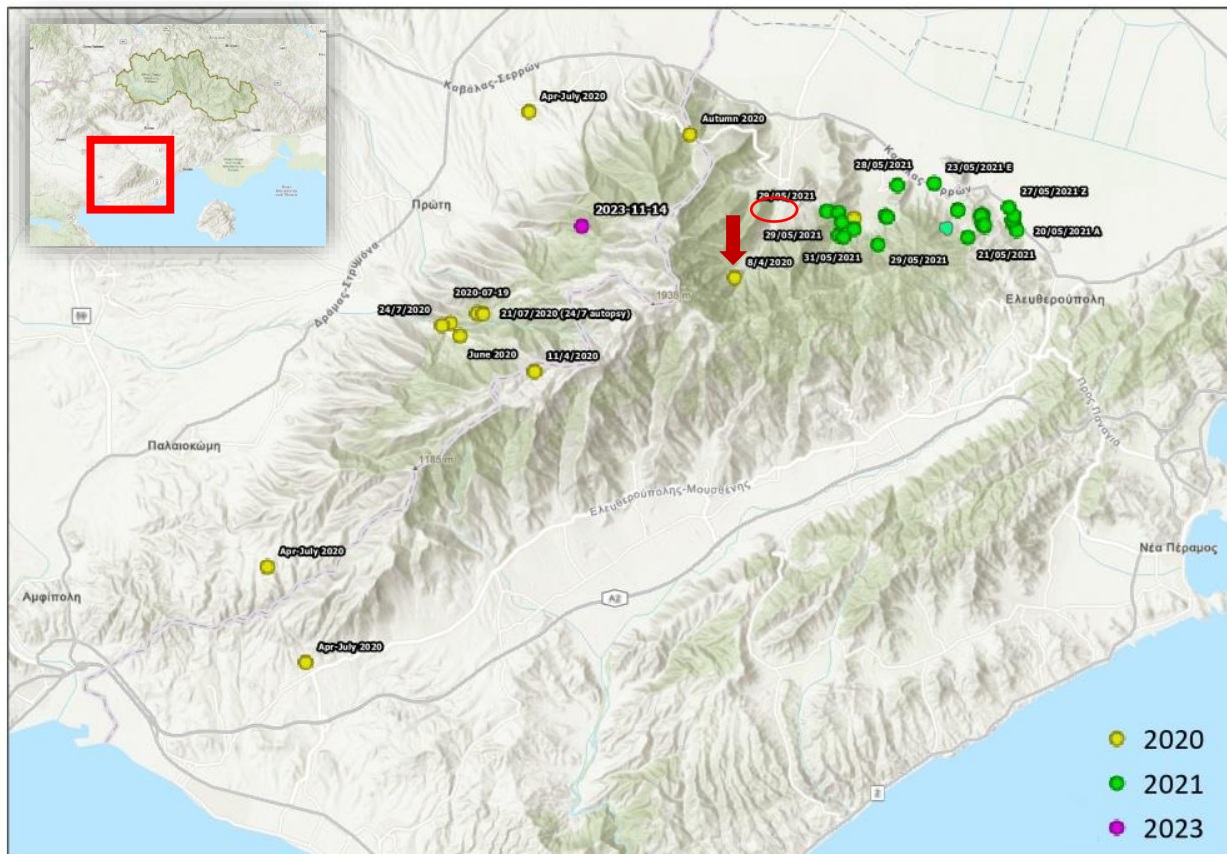 Καβάλας-Σερρών
Apr-July 2020
Autumn 2020
28/05/2021
Καβάλας-Σερρών
23/05/2021 E
29/05/2021
27/05/2021 Z
Πρώτη
2023-11-14
29/05/2021
20/05/2021 A
31/05/2021
29/05/2021
21/05/2021
8/4/2020
Δράμας-Στρυμόνα
1938 m
Ελευθερούπολη
2020-07-19
24/7/2020
21/07/2020 (24/7 autopsy)
June 2020
11/4/2020
Προς Παναγιά
Παλαιοκώμη
1185 m
Ελευθερούπολης-Μουσθένης
Apr-July 2020
Νέα Πέραμος
Αμφίπολη
A2
Apr-July 2020
2
2020
2021
2023